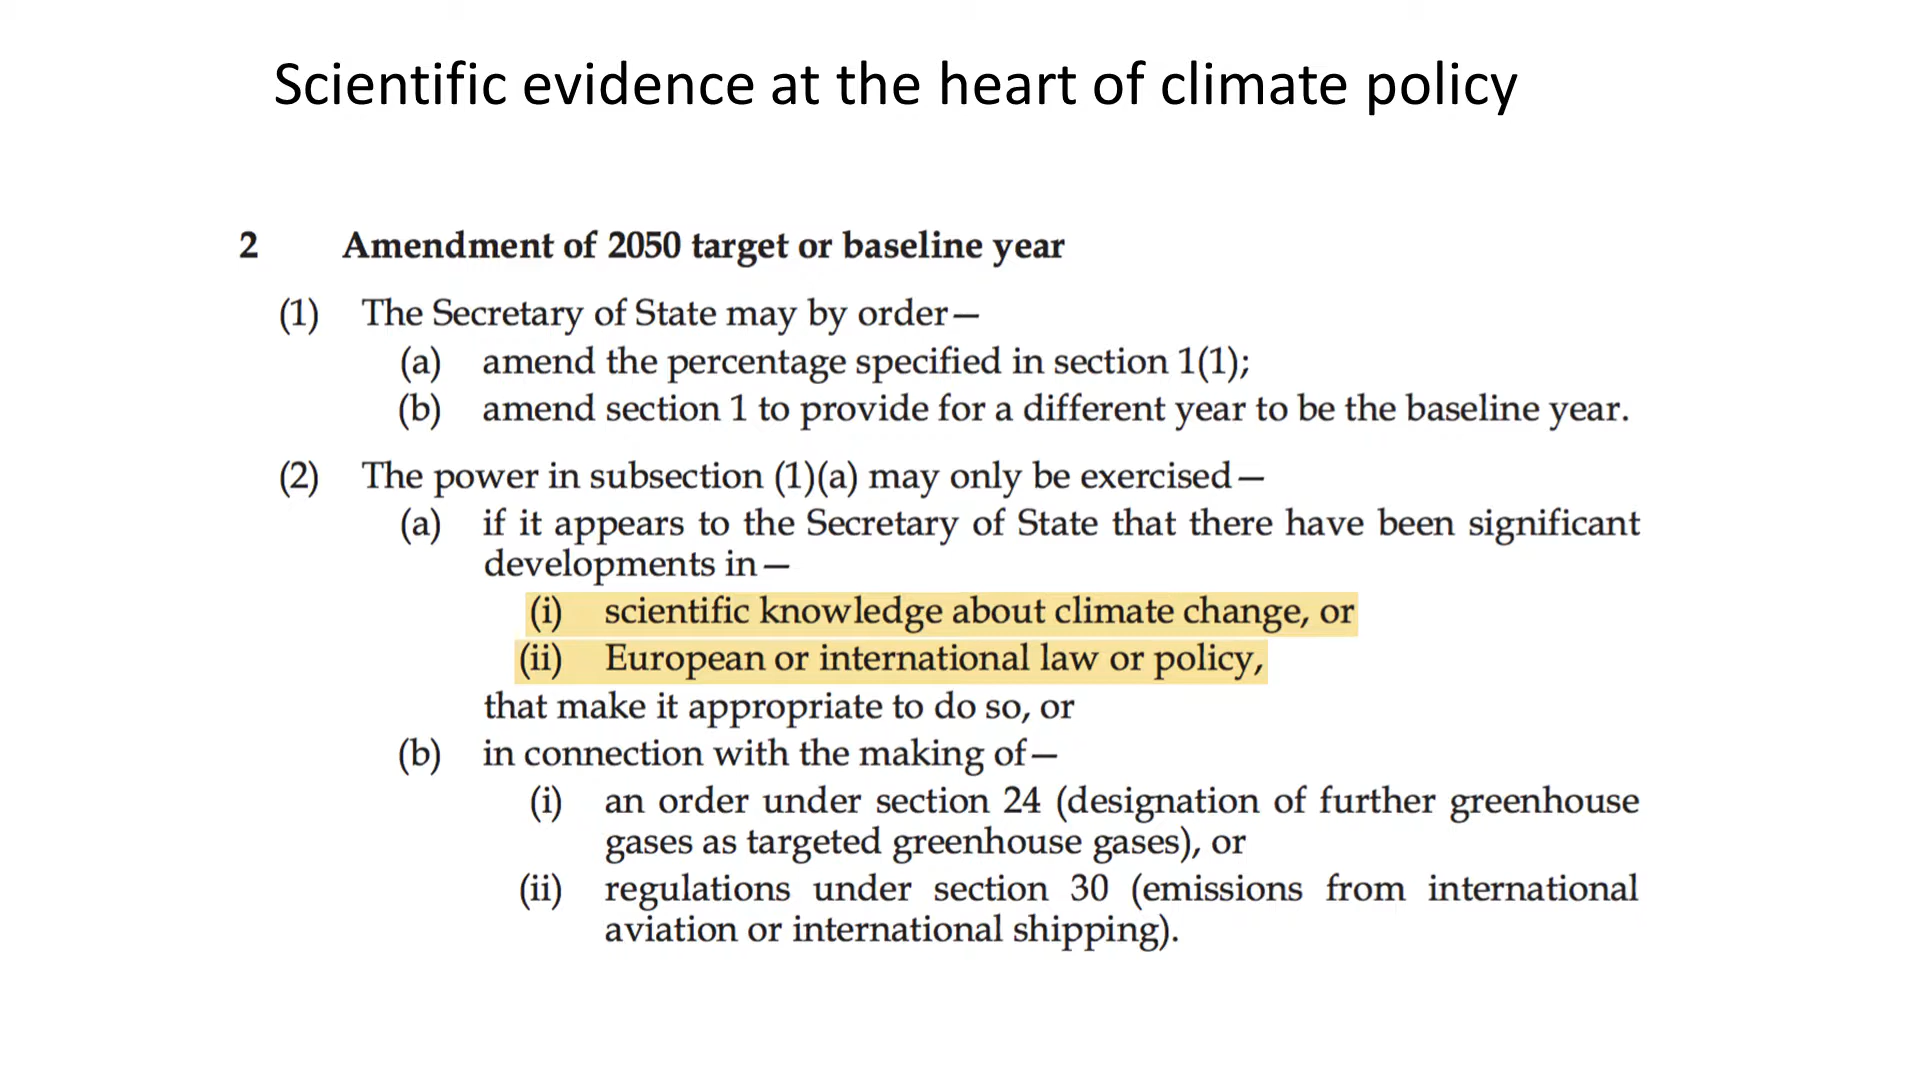 Scientific evidence at the heart of climate policy
2 Amendment of 2050 target or baseline year
(1) The Secretary of State may by order—
(a) amend the percentage specified in section 1(1);
(b) amend section 1 to provide for a different year to be the baseline year.
(2) The power in subsection (1)(a) may only be exercised—
(a) if it appears to the Secretary of State that there have been significant
developments in—
(i) scientific knowledge about climate change, or
(ii) European or international law or policy,
that make it appropriate to do so, or
(b) in connection with the making of—
(i) an order under section 24 (designation of further greenhouse
gases as targeted greenhouse gases), or
(ii) regulations under section 30 (emissions from international
aviation or international shipping).